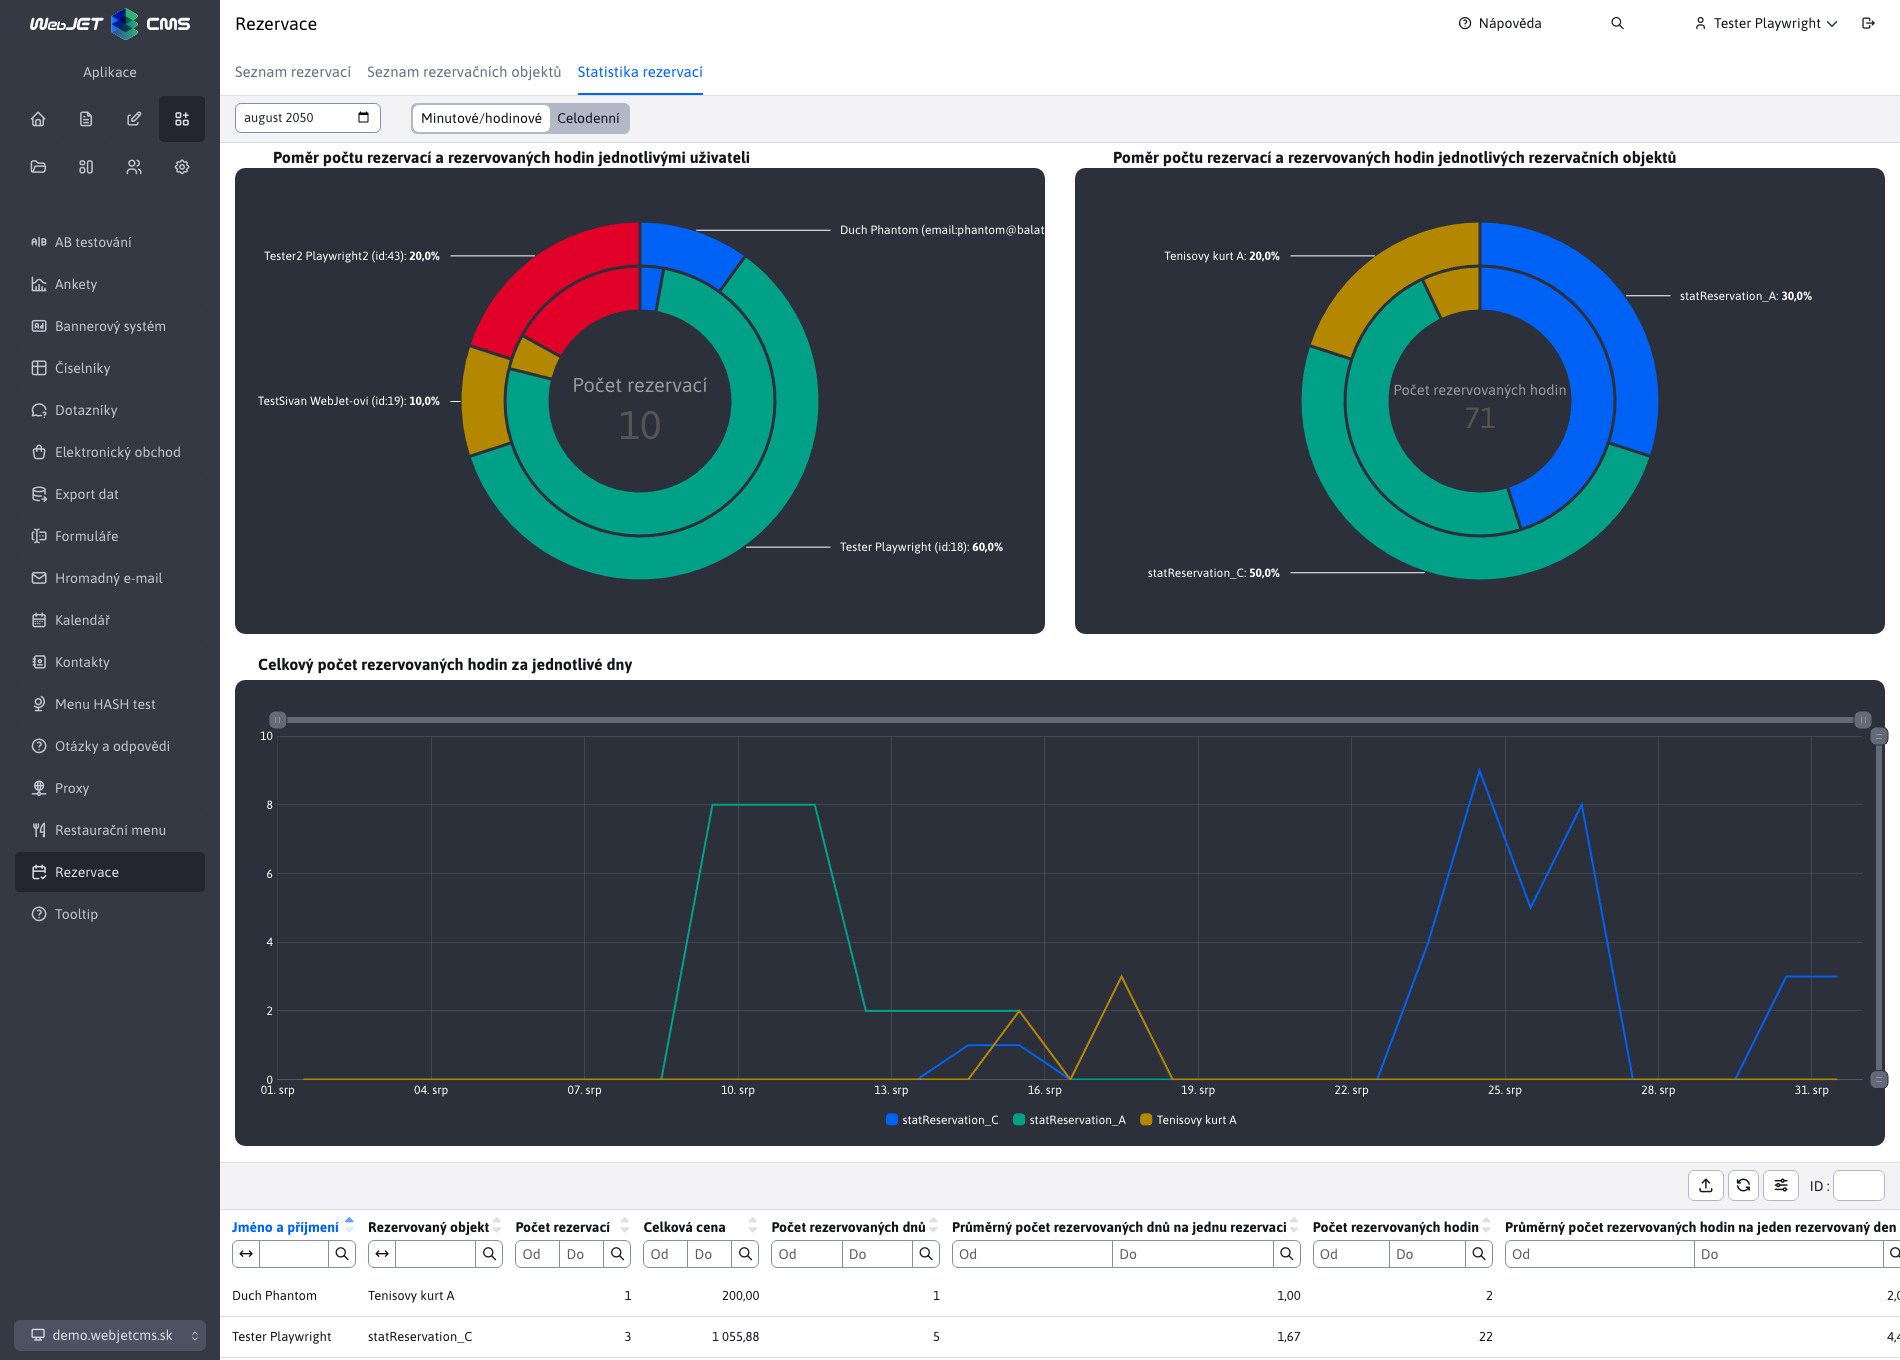 WebJET CMS
Rezervace
Nápověda
Tester Playwright
Aplikace
Seznam rezervací
Seznam rezervačních objektů
Statistika rezervací
august 2050
Minutové/hodinové
Celodenní
AB testování
Ankety
Bannerový systém
Číselníky
Dotazníky
Elektronický obchod
Export dat
Formuláře
Hromadný e-mail
Kalendář
Kontakty
Menu HASH test
Otázky a odpovědi
Proxy
Restaurační menu
Rezervace
Tooltip
demo.webjetcms.sk
Poměr počtu rezervací a rezervovaných hodin jednotlivými uživateli
Duch Phantom (email:phantom@balat
Tester2 Playwright2 (id:43): 20,0%
TestSivan WebJet-ovi (id:19): 10,0%
Počet rezervací
10
Tester Playwright (id:18): 60,0%
Poměr počtu rezervací a rezervovaných hodin jednotlivých rezervačních objektů
Tenisovy kurt A: 20,0%
statReservation_A: 30,0%
Počet rezervovaných hodin
71
statReservation_C: 50,0%
Celkový počet rezervovaných hodin za jednotlivé dny
10
8
6
4
2
0
01. srp 04. srp 07. srp 10. srp 13. srp 16. srp 19. srp 22. srp 25. srp 28. srp 31. srp
statReservation_C statReservation_A Tenisovy kurt A
ID :
Jméno a příjmení Rezervovaný objekt Počet rezervací Celková cena Počet rezervovaných dnů Průměrný počet rezervovaných dnů na jednu rezervaci Počet rezervovaných hodin Průměrný počet rezervovaných hodin na jeden rezervovaný den
Od Do Od Do Od Do Od Do Od Do Od Do
Duch Phantom Tenisovy kurt A 1 200,00 1 1,00 2 2,0
Tester Playwright statReservation_C 3 1 055,88 5 1,67 22 4,4